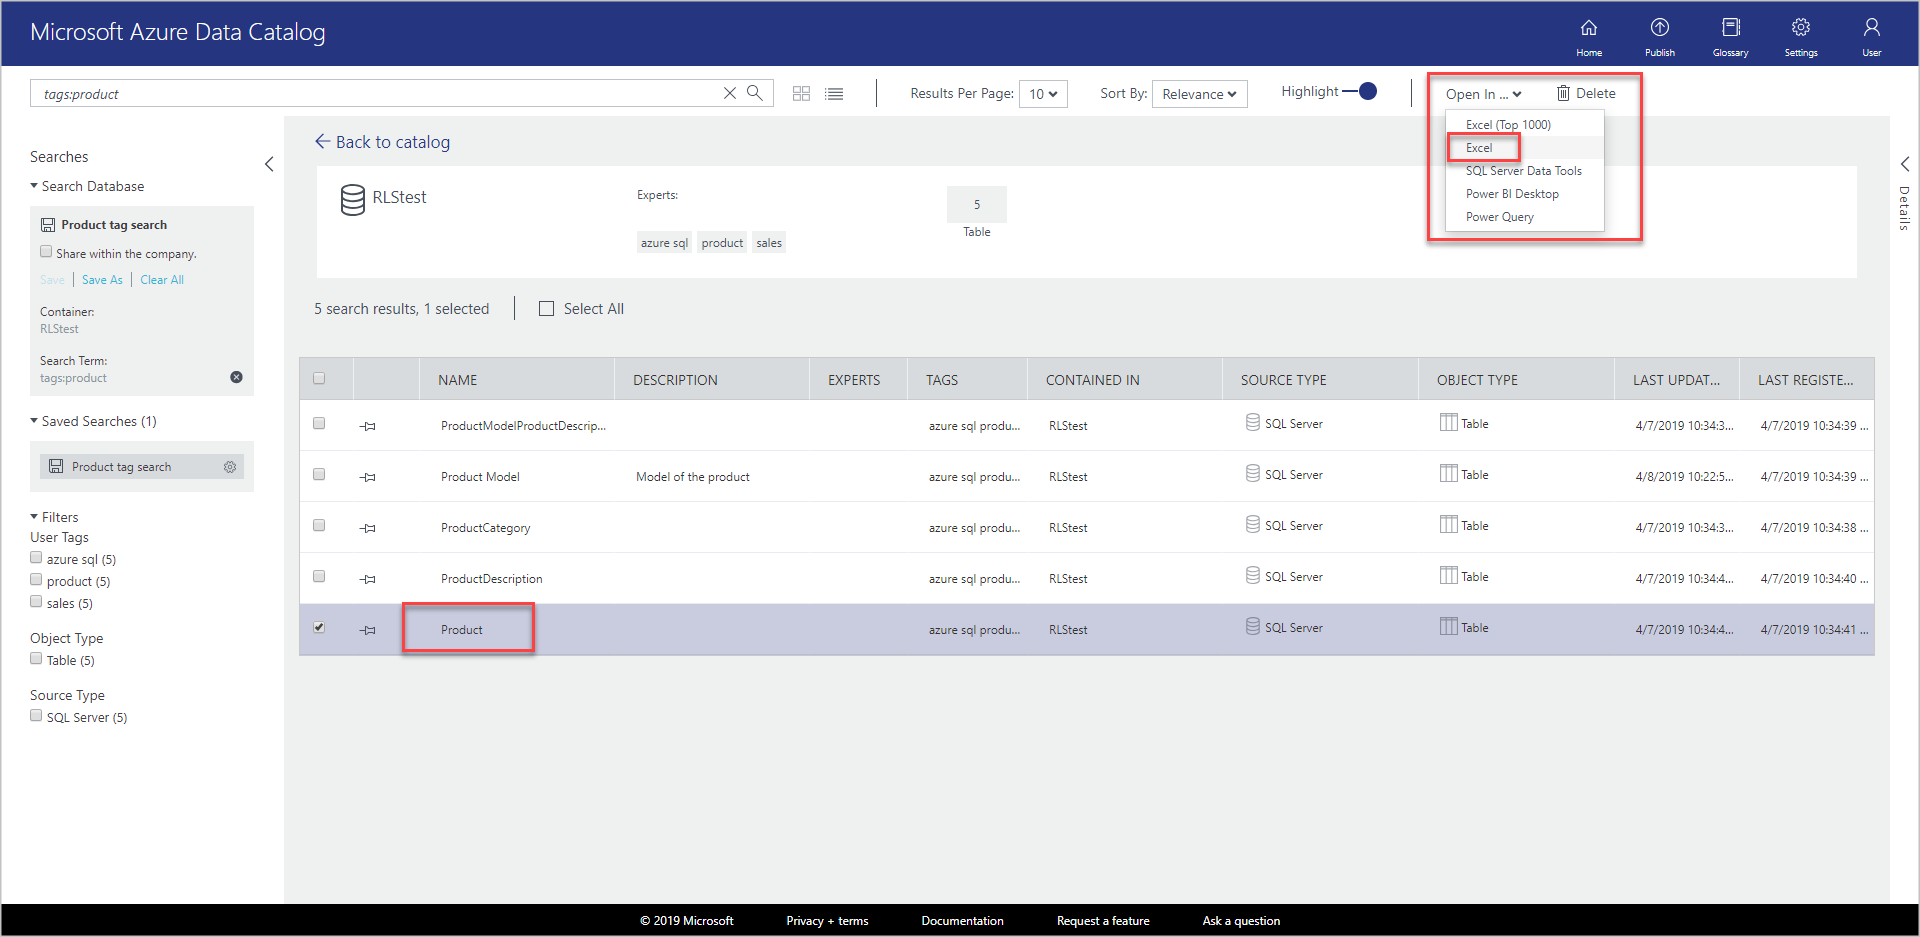 Microsoft Azure Data Catalog
Home
Publish
Glossary
Settings
User
tags:product
Results Per Page:
10
Sort By:
Relevance
Highlight
Open In ...
Delete
Excel (Top 1000)
Excel
SQL Server Data Tools
Power BI Desktop
Power Query
Details
Searches
Search Database
Product tag search
Share within the company.
Save
Save As
Clear All
Container:
RLStest
Search Term:
tags:product
Saved Searches (1)
Product tag search
Filters
User Tags
azure sql (5)
product (5)
sales (5)
Object Type
Table (5)
Source Type
SQL Server (5)
Back to catalog
RLStest
Experts:
azure sql
product
sales
5
Table
5 search results, 1 selected
Select All
NAME DESCRIPTION EXPERTS TAGS CONTAINED IN SOURCE TYPE OBJECT TYPE LAST UPDAT... LAST REGISTE...
ProductModelProductDescrip... azure sql produ... RLStest SQL Server Table 4/7/2019 10:34:3... 4/7/2019 10:34:39 ...
Product Model Model of the product azure sql produ... RLStest SQL Server Table 4/8/2019 10:22:5... 4/7/2019 10:34:39 ...
ProductCategory azure sql produ... RLStest SQL Server Table 4/7/2019 10:34:3... 4/7/2019 10:34:38 ...
ProductDescription azure sql produ... RLStest SQL Server Table 4/7/2019 10:34:4... 4/7/2019 10:34:40 ...
Product azure sql produ... RLStest SQL Server Table 4/7/2019 10:34:4... 4/7/2019 10:34:41 ...
© 2019 Microsoft
Privacy + terms
Documentation
Request a feature
Ask a question